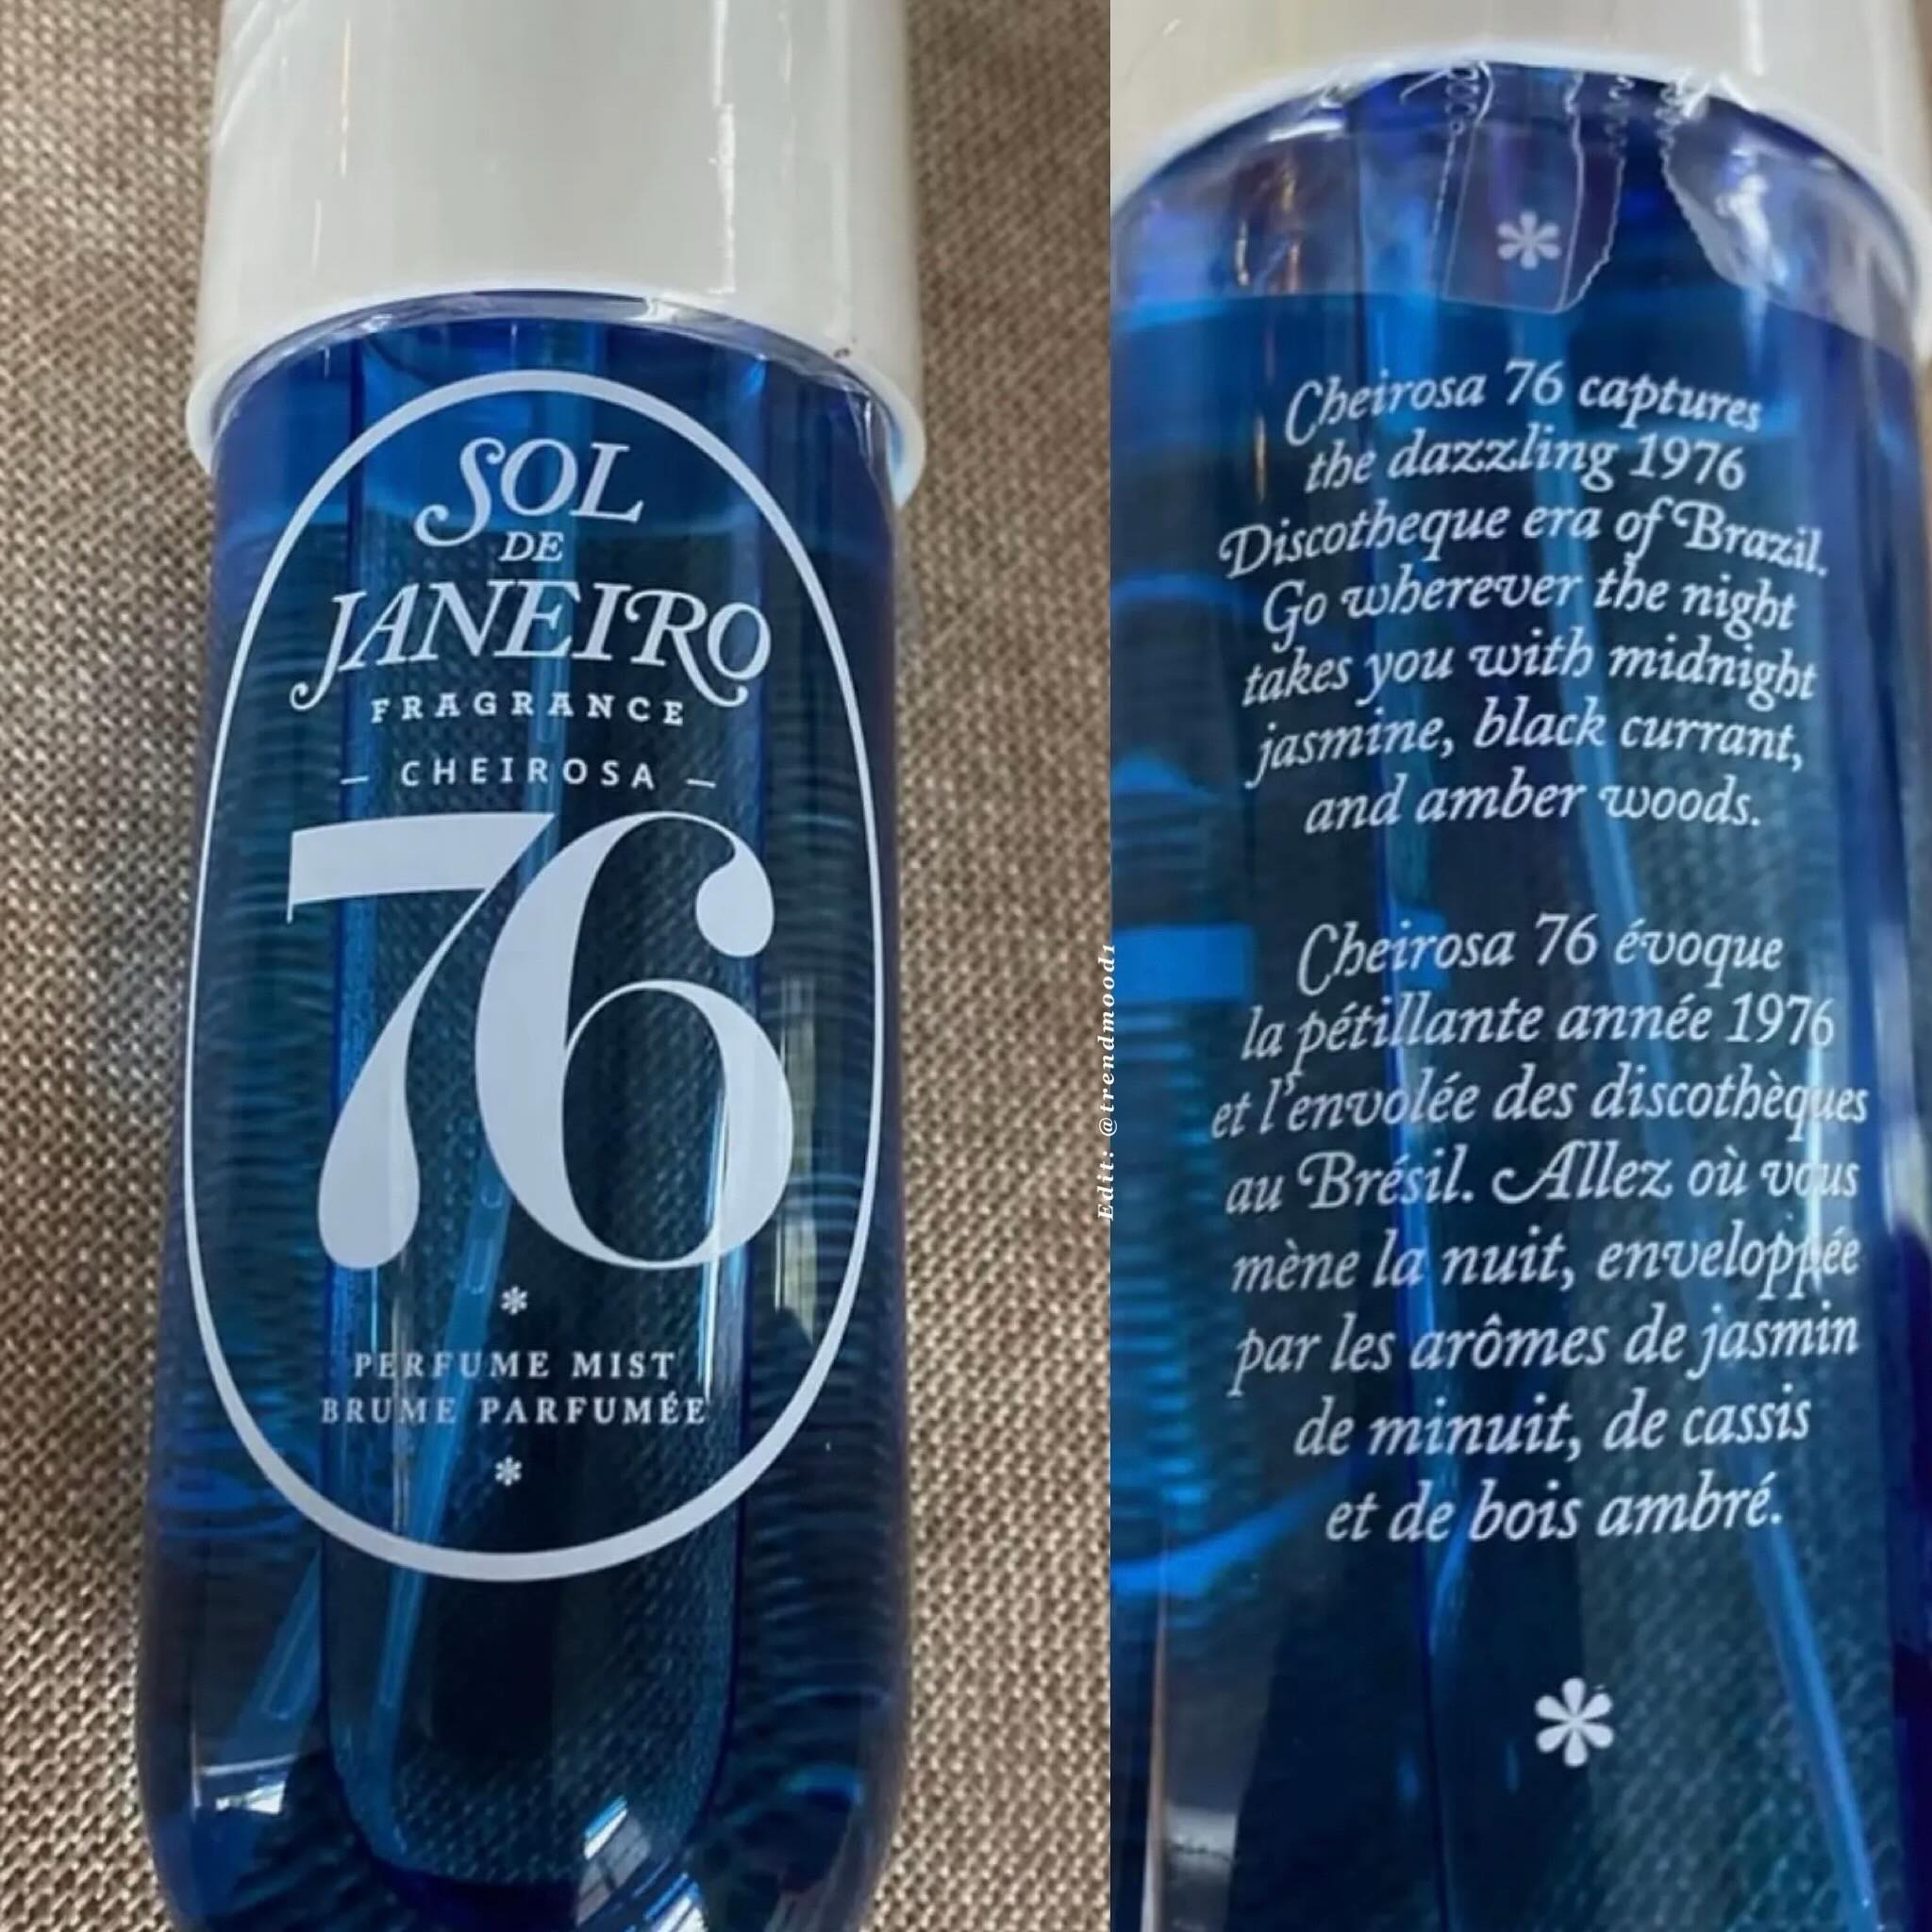 SOL
DE
JANEIRO
FRAGRANCE
— CHEIROSA —
76
*
PERFUME MIST
BRUME PARFUMÉE
*
Edit: @trendmood1
*
Cheirosa 76 captures
the dazzling 1976
Discotheque era of Brazil.
Go wherever the night
takes you with midnight
jasmine, black currant,
and amber woods.
Cheirosa 76 évoque
la pétillante année 1976
et l'envolée des discothèques
au Brésil. Allez où vous
mène la nuit, enveloppée
par les arômes de jasmin
de minuit, de cassis
et de bois ambré.
*